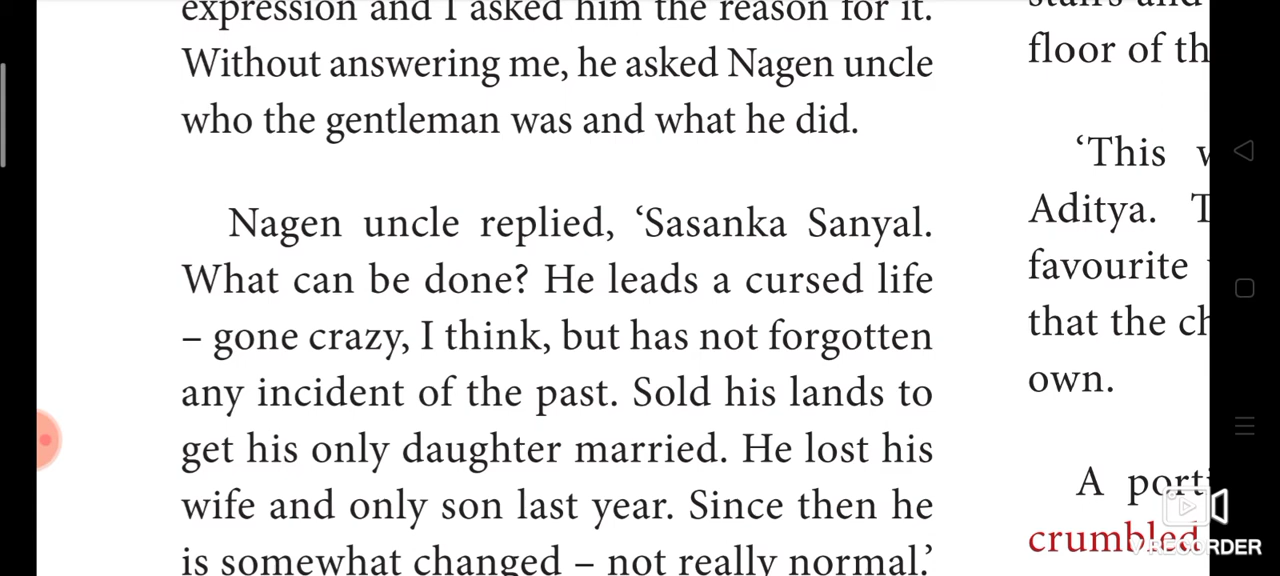 expression and I asked him the reason for it.
Without answering me, he asked Nagen uncle
who the gentleman was and what he did.
Nagen uncle replied, ‘Sasanka Sanyal.
What can be done? He leads a cursed life
– gone crazy, I think, but has not forgotten
any incident of the past. Sold his lands to
get his only daughter married. He lost his
wife and only son last year. Since then he
is somewhat changed – not really normal.’
stairs and
floor of th
‘This w
Aditya. T
favourite
that the ch
own.
A porti
crumbled
V RECORDER